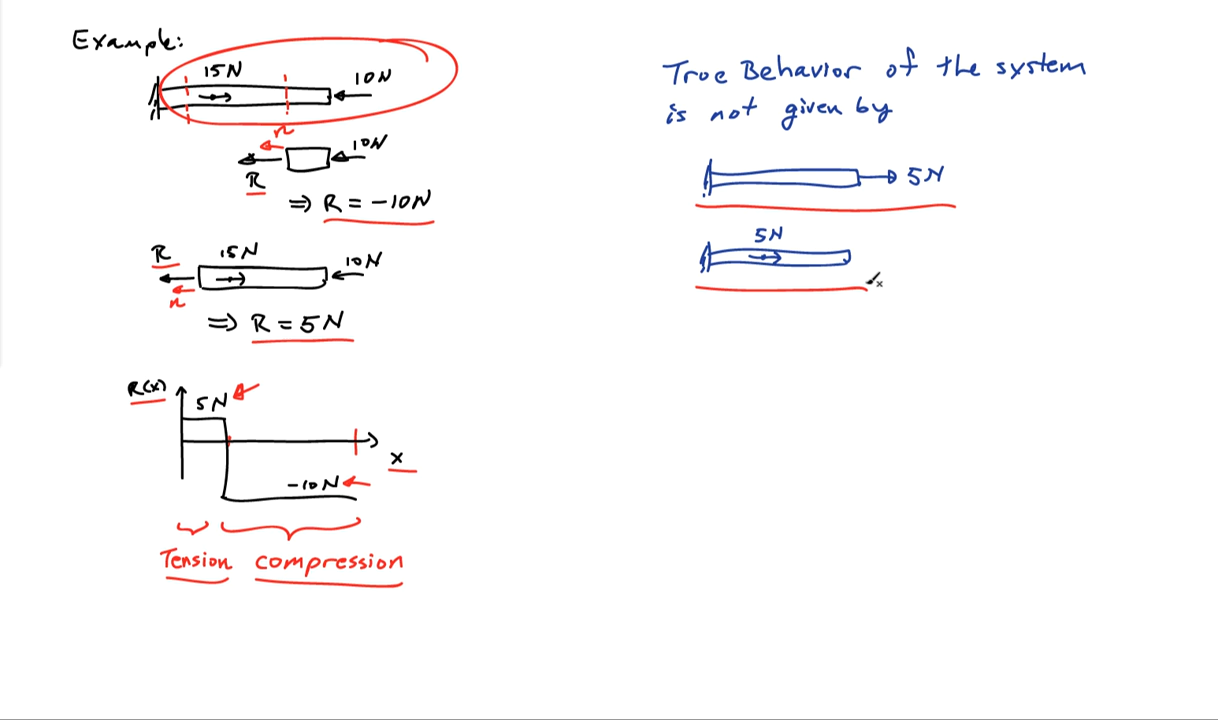 Example:
15N
10N
n
10N
R
⇒ R = -10N
R
15N
10N
n
⇒ R = 5N
R(x)
5N
x
-10N
Tension compression
True Behavior of the system
is not given by
5N
5N